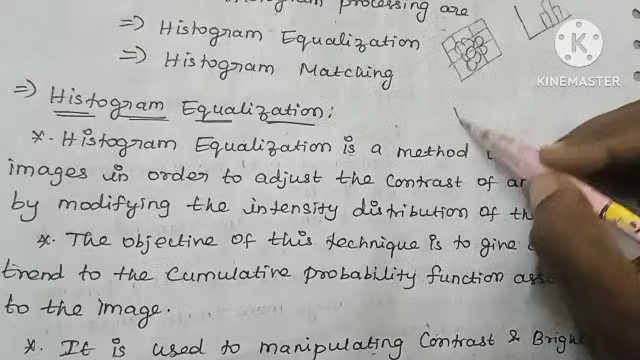 processing are
⇒ Histogram Equalization
⇒ Histogram Matching
KINEMASTER
⇒ Histogram Equalization:
*. Histogram Equalization is a method
images in order to adjust the contrast of
by modifying the intensity distribution of
*. The objective of this technique is to give
trend to the cumulative probability function
to the image.
*. It is used to manipulating contrast &